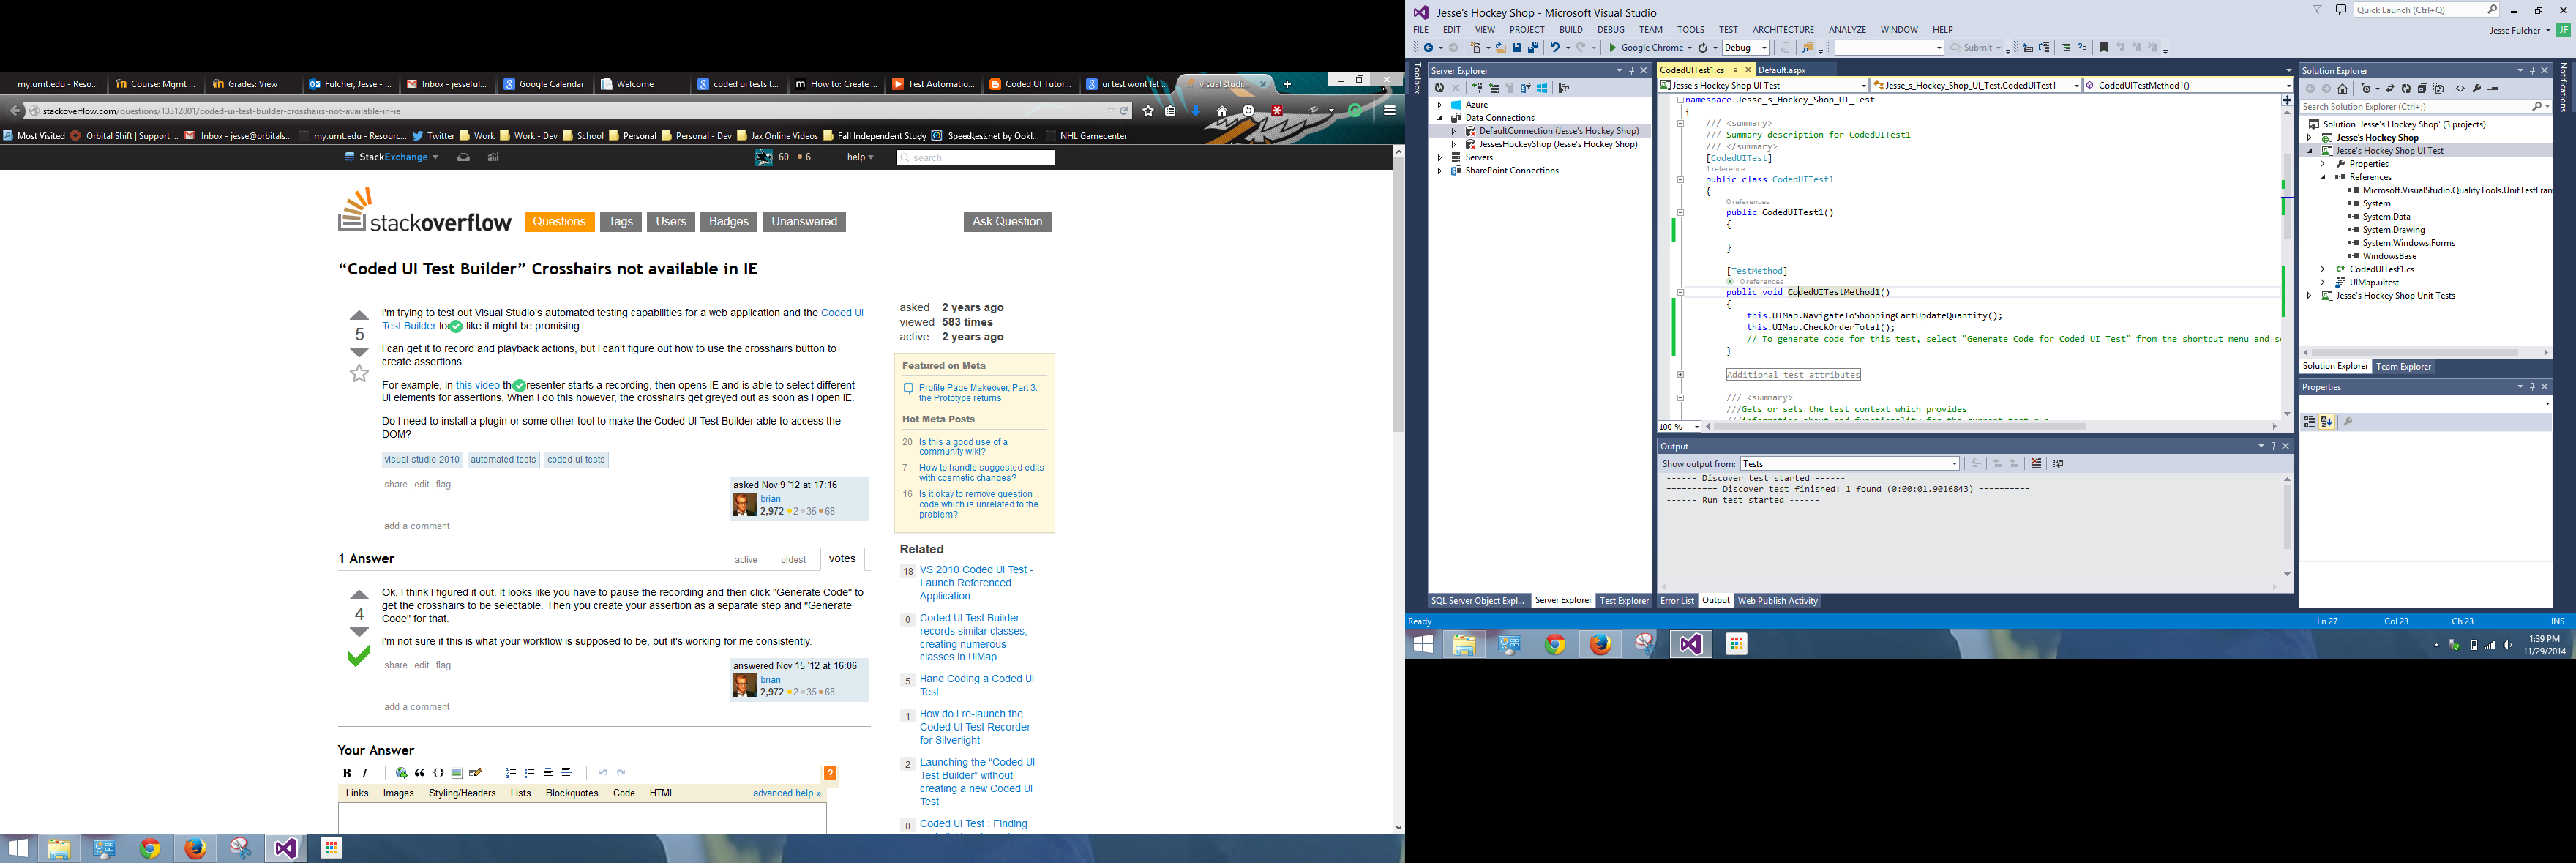 my.umt.edu - Reso...
Course: Mgmt ...
Grades: View
Fulcher, Jesse - ...
Inbox - jesseful...
Google Calendar
Welcome
coded ui tests t...
How to: Create ...
Test Automatio...
Coded UI Tutor...
ui test wont let ...
visual studi...
stackoverflow.com/questions/13312801/coded-ui-test-builder-crosshairs-not-available-in-ie
Most Visited
Orbital Shift | Support ...
Inbox - jesse@orbitals...
my.umt.edu - Resourc...
Twitter
Work
Work - Dev
School
Personal
Personal - Dev
Jax Online Videos
Fall Independent Study
Speedtest.net by Ookl...
NHL Gamecenter
StackExchange
60
6
help
search
stackoverflow
Questions
Tags
Users
Badges
Unanswered
Ask Question
“Coded UI Test Builder” Crosshairs not available in IE
5
I'm trying to test out Visual Studio's automated testing capabilities for a web application and the Coded UI
Test Builder like it might be promising.
I can get it to record and playback actions, but I can't figure out how to use the crosshairs button to
create assertions.
For example, in this video resenter starts a recording, then opens IE and is able to select different
UI elements for assertions. When I do this however, the crosshairs get greyed out as soon as I open IE.
Do I need to install a plugin or some other tool to make the Coded UI Test Builder able to access the
DOM?
visual-studio-2010
automated-tests
coded-ui-tests
share | edit | flag
asked Nov 9 '12 at 17:16
brian
2,972 2 35 68
add a comment
1 Answer
active
oldest
votes
4
Ok, I think I figured it out. It looks like you have to pause the recording and then click "Generate Code" to
get the crosshairs to be selectable. Then you create your assertion as a separate step and "Generate
Code" for that.
I'm not sure if this is what your workflow is supposed to be, but it's working for me consistently.
share | edit | flag
answered Nov 15 '12 at 16:06
brian
2,972 2 35 68
add a comment
Your Answer
B I
?
Links
Images
Styling/Headers
Lists
Blockquotes
Code
HTML
advanced help »
asked 2 years ago
viewed 583 times
active 2 years ago
Featured on Meta
Profile Page Makeover, Part 3:
the Prototype returns
Hot Meta Posts
20 Is this a good use of a
community wiki?
7 How to handle suggested edits
with cosmetic changes?
16 Is it okay to remove question
code which is unrelated to the
problem?
Related
18 VS 2010 Coded UI Test -
Launch Referenced
Application
0 Coded UI Test Builder
records similar classes,
creating numerous
classes in UIMap
5 Hand Coding a Coded UI
Test
1 How do I re-launch the
Coded UI Test Recorder
for Silverlight
2 Launching the "Coded UI
Test Builder" without
creating a new Coded UI
Test
0 Coded UI Test : Finding
Jesse's Hockey Shop - Microsoft Visual Studio
Quick Launch (Ctrl+Q)
FILE EDIT VIEW PROJECT BUILD DEBUG TEAM TOOLS TEST ARCHITECTURE ANALYZE WINDOW HELP
Jesse Fulcher
JF
Google Chrome
Debug
Submit
Toolbox
Server Explorer
Azure
Data Connections
DefaultConnection (Jesse's Hockey Shop)
JessesHockeyShop (Jesse's Hockey Shop)
Servers
SharePoint Connections
SQL Server Object Expl...
Server Explorer
Test Explorer
CodedUITest1.cs
Default.aspx
Jesse's Hockey Shop UI Test
Jesse_s_Hockey_Shop_UI_Test.CodedUITest1
CodedUITestMethod1()
namespace Jesse_s_Hockey_Shop_UI_Test
{
/// <summary>
/// Summary description for CodedUITest1
/// </summary>
[CodedUITest]
1 reference
public class CodedUITest1
{
0 references
public CodedUITest1()
{
}
[TestMethod]
| 0 references
public void CodedUITestMethod1()
{
this.UIMap.NavigateToShoppingCartUpdateQuantity();
this.UIMap.CheckOrderTotal();
// To generate code for this test, select "Generate Code for Coded UI Test" from the shortcut menu and se
}
Additional test attributes
/// <summary>
///Gets or sets the test context which provides
100 %
Output
Show output from: Tests
------ Discover test started ------
========== Discover test finished: 1 found (0:00:01.9016843) ==========
------ Run test started ------
Error List
Output
Web Publish Activity
Solution Explorer
Search Solution Explorer (Ctrl+;)
Solution 'Jesse's Hockey Shop' (3 projects)
Jesse's Hockey Shop
Jesse's Hockey Shop UI Test
Properties
References
Microsoft.VisualStudio.QualityTools.UnitTestFram
System
System.Data
System.Drawing
System.Windows.Forms
WindowsBase
CodedUITest1.cs
UIMap.uitest
Jesse's Hockey Shop Unit Tests
Solution Explorer
Team Explorer
Properties
Notifications
Ready
Ln 27
Col 23
Ch 23
INS
1:39 PM
11/29/2014